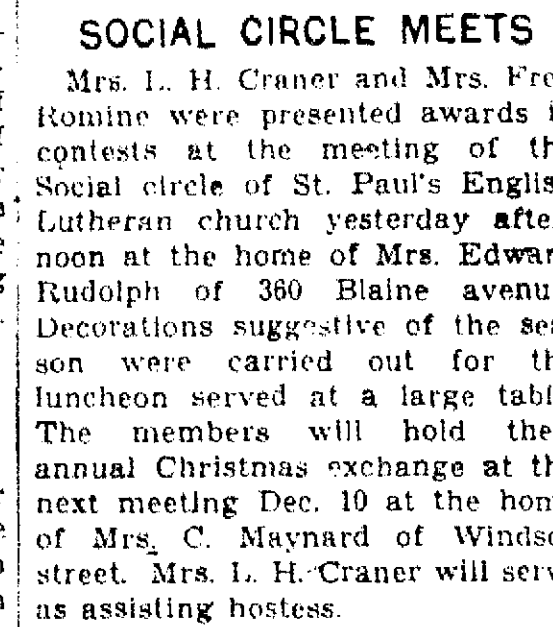 SOCIAL CIRCLE MEETS
Mrs. L. H. Craner and Mrs. Fre
Romine were presented awards i
contests at the meeting of th
Social circle of St. Paul's Englis
Lutheran church yesterday after
noon at the home of Mrs. Edwar
Rudolph of 360 Blaine avenu
Decorations suggestive of the sea
son were carried out for th
luncheon served at a large tabl
The members will hold the
annual Christmas exchange at th
next meeting Dec. 10 at the hom
of Mrs. C. Maynard of Windso
street. Mrs. L. H. Craner will serv
as assisting hostess.